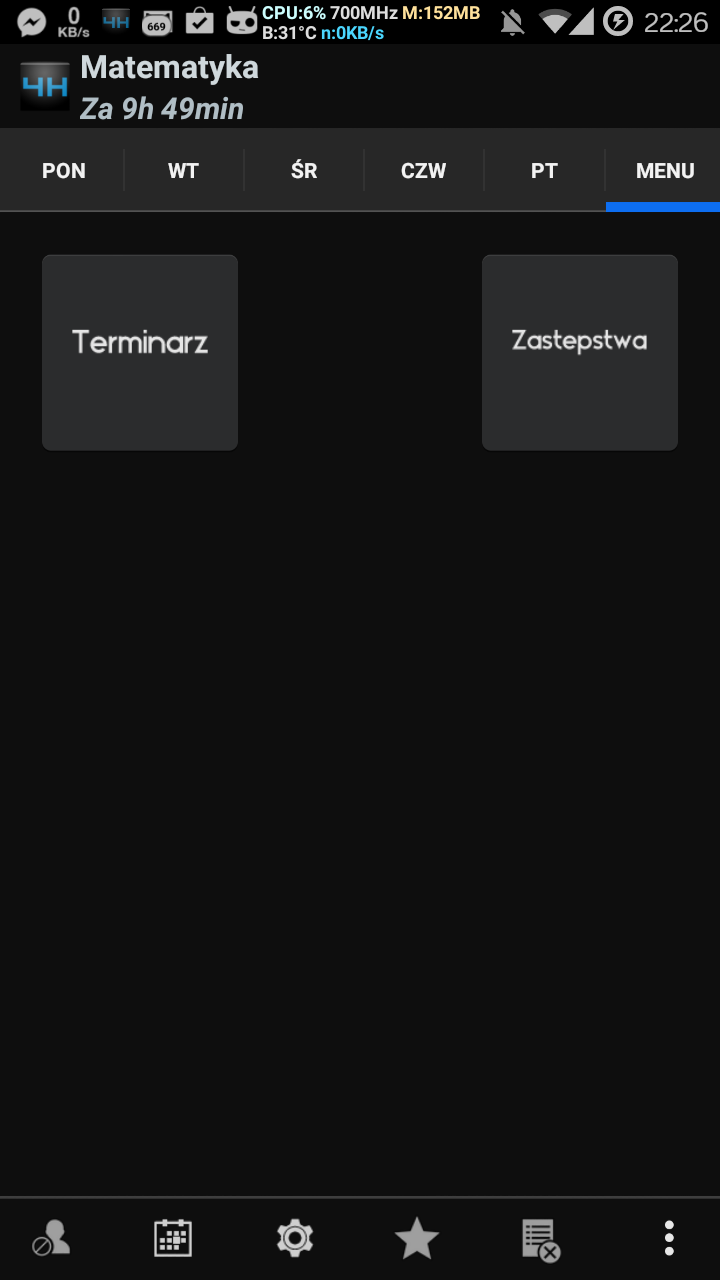 0 KB/s 4H 669 CPU:6% 700MHz M:152MB 22:26
B:31°C n:0KB/s
4H Matematyka
Za 9h 49min
PON WT ŚR CZW PT MENU
Terminarz Zastepstwa